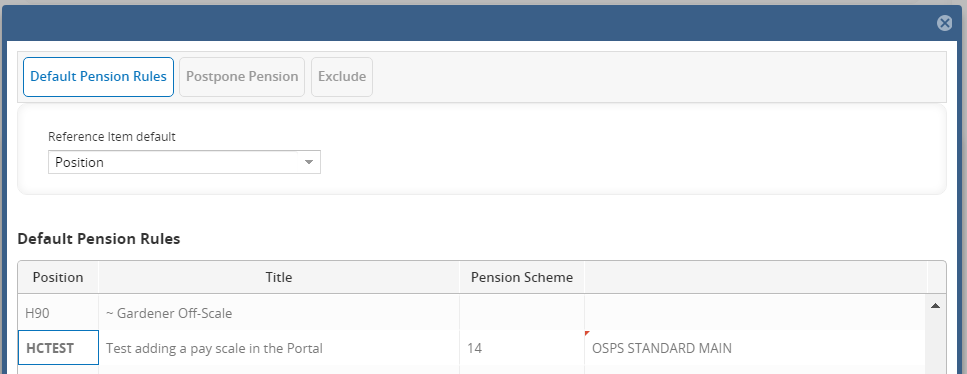 Default Pension Rules Postpone Pension Exclude
Reference Item default
Position
Default Pension Rules
Position Title Pension Scheme
H90 ~ Gardener Off-Scale
HCTEST Test adding a pay scale in the Portal 14 OSPS STANDARD MAIN